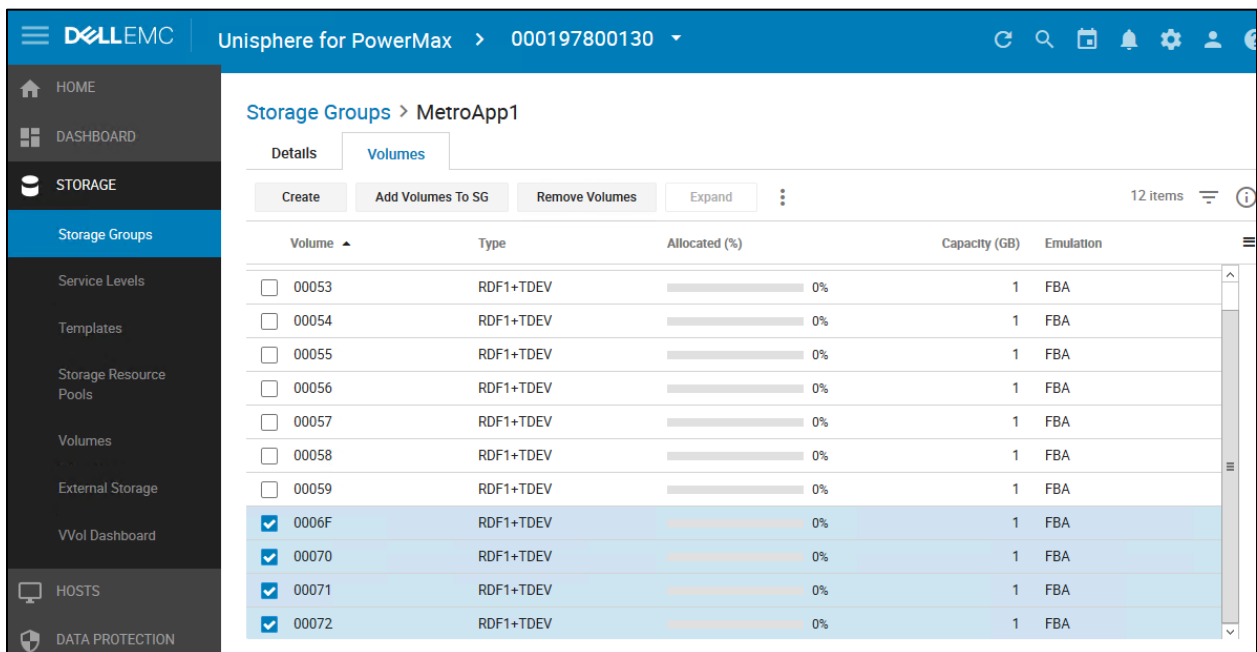 DELLEMC Unisphere for PowerMax > 000197800130
HOME
DASHBOARD
STORAGE
Storage Groups
Service Levels
Templates
Storage Resource
Pools
Volumes
External Storage
VVol Dashboard
HOSTS
DATA PROTECTION
Storage Groups > MetroApp1
Details Volumes
Create Add Volumes To SG Remove Volumes Expand 12 items
Volume Type Allocated (%) Capacity (GB) Emulation
00053 RDF1+TDEV 0% 1 FBA
00054 RDF1+TDEV 0% 1 FBA
00055 RDF1+TDEV 0% 1 FBA
00056 RDF1+TDEV 0% 1 FBA
00057 RDF1+TDEV 0% 1 FBA
00058 RDF1+TDEV 0% 1 FBA
00059 RDF1+TDEV 0% 1 FBA
0006F RDF1+TDEV 0% 1 FBA
00070 RDF1+TDEV 0% 1 FBA
00071 RDF1+TDEV 0% 1 FBA
00072 RDF1+TDEV 0% 1 FBA